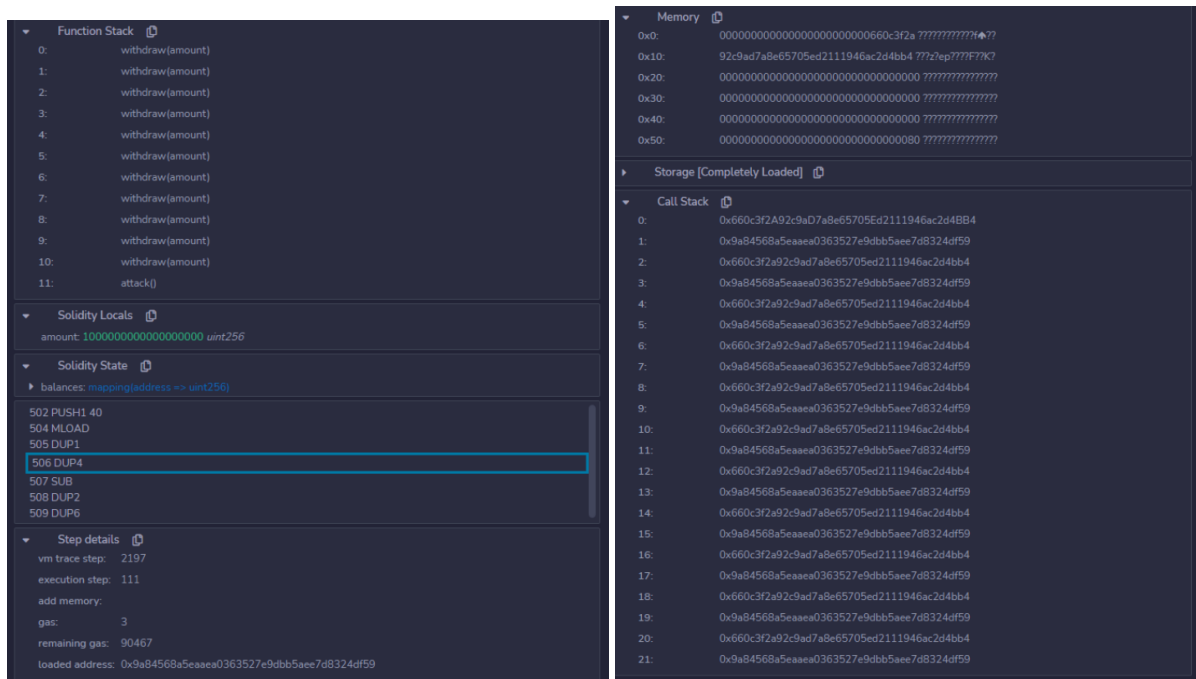 Function Stack
0: withdraw(amount)
1: withdraw(amount)
2: withdraw(amount)
3: withdraw(amount)
4: withdraw(amount)
5: withdraw(amount)
6: withdraw(amount)
7: withdraw(amount)
8: withdraw(amount)
9: withdraw(amount)
10: withdraw(amount)
11: attack()
Solidity Locals
amount: 1000000000000000000 uint256
Solidity State
balances: mapping(address => uint256)
502 PUSH1 40
504 MLOAD
505 DUP1
506 DUP4
507 SUB
508 DUP2
509 DUP6
Step details
vm trace step: 2197
execution step: 111
add memory:
gas: 3
remaining gas: 90467
loaded address: 0x9a84568a5eaaea0363527e9dbb5aee7d8324df59
Memory
0x0: 000000000000000000000000660c3f2a ????????????f♠??
0x10: 92c9ad7a8e65705ed2111946ac2d4bb4 ???z?ep????F??K?
0x20: 00000000000000000000000000000000 ????????????????
0x30: 00000000000000000000000000000000 ????????????????
0x40: 00000000000000000000000000000000 ????????????????
0x50: 00000000000000000000000000000080 ????????????????
Storage [Completely Loaded]
Call Stack
0: 0x660c3f2A92c9aD7a8e65705Ed2111946ac2d4BB4
1: 0x9a84568a5eaaea0363527e9dbb5aee7d8324df59
2: 0x660c3f2a92c9ad7a8e65705ed2111946ac2d4bb4
3: 0x9a84568a5eaaea0363527e9dbb5aee7d8324df59
4: 0x660c3f2a92c9ad7a8e65705ed2111946ac2d4bb4
5: 0x9a84568a5eaaea0363527e9dbb5aee7d8324df59
6: 0x660c3f2a92c9ad7a8e65705ed2111946ac2d4bb4
7: 0x9a84568a5eaaea0363527e9dbb5aee7d8324df59
8: 0x660c3f2a92c9ad7a8e65705ed2111946ac2d4bb4
9: 0x9a84568a5eaaea0363527e9dbb5aee7d8324df59
10: 0x660c3f2a92c9ad7a8e65705ed2111946ac2d4bb4
11: 0x9a84568a5eaaea0363527e9dbb5aee7d8324df59
12: 0x660c3f2a92c9ad7a8e65705ed2111946ac2d4bb4
13: 0x9a84568a5eaaea0363527e9dbb5aee7d8324df59
14: 0x660c3f2a92c9ad7a8e65705ed2111946ac2d4bb4
15: 0x9a84568a5eaaea0363527e9dbb5aee7d8324df59
16: 0x660c3f2a92c9ad7a8e65705ed2111946ac2d4bb4
17: 0x9a84568a5eaaea0363527e9dbb5aee7d8324df59
18: 0x660c3f2a92c9ad7a8e65705ed2111946ac2d4bb4
19: 0x9a84568a5eaaea0363527e9dbb5aee7d8324df59
20: 0x660c3f2a92c9ad7a8e65705ed2111946ac2d4bb4
21: 0x9a84568a5eaaea0363527e9dbb5aee7d8324df59